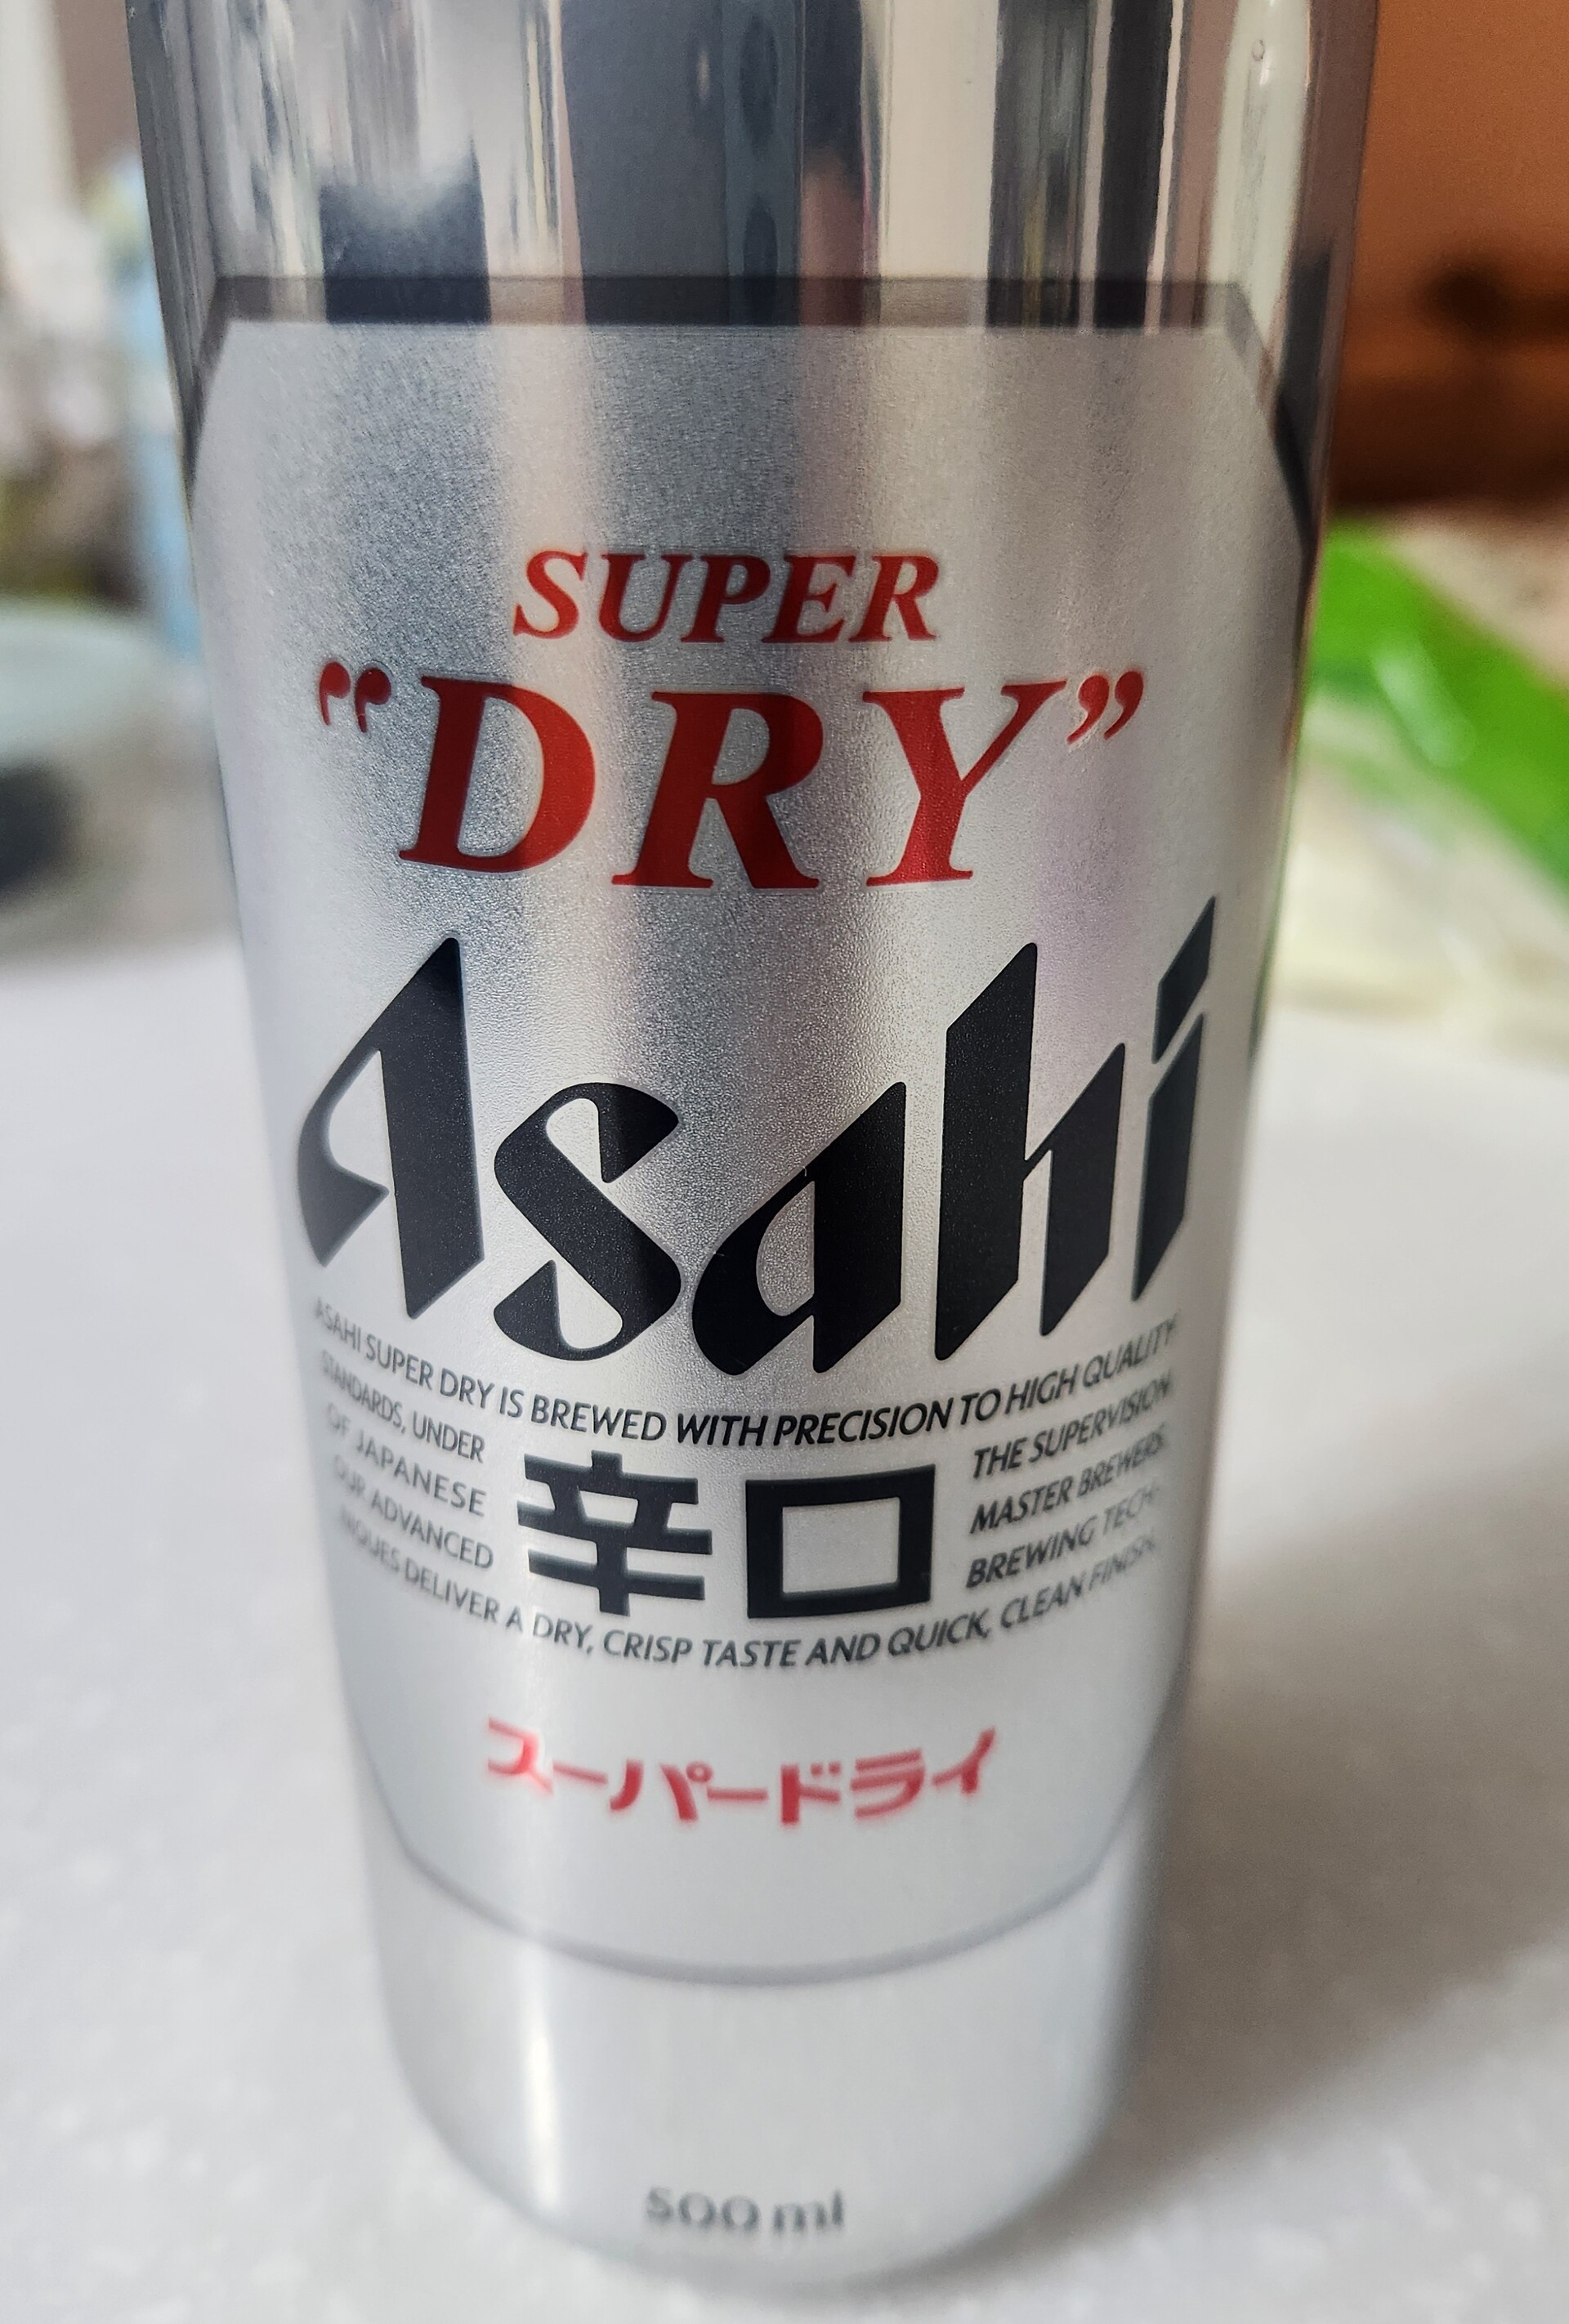 SUPER
“DRY”
Asahi
ASAHI SUPER DRY IS BREWED WITH PRECISION TO HIGH QUALITY
STANDARDS, UNDER THE SUPERVISION
OF JAPANESE MASTER BREWERS.
OUR ADVANCED BREWING TECH-
NIQUES DELIVER A DRY, CRISP TASTE AND QUICK, CLEAN FINISH.
辛口
スーパードライ
500 ml